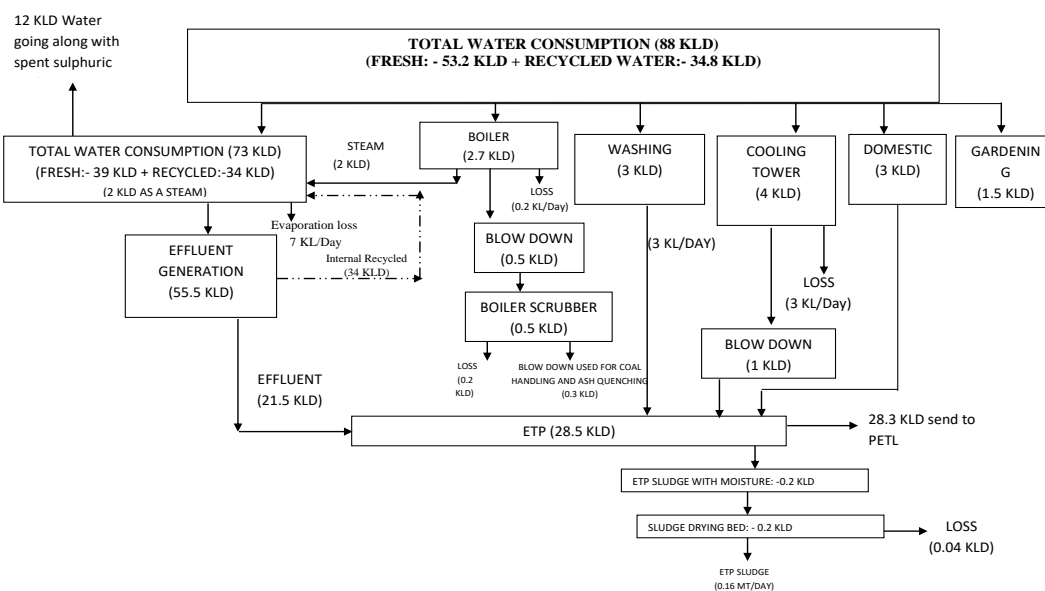 12 KLD Water
going along with
spent sulphuric
TOTAL WATER CONSUMPTION (88 KLD)
(FRESH: - 53.2 KLD + RECYCLED WATER:- 34.8 KLD)
TOTAL WATER CONSUMPTION (73 KLD)
(FRESH:- 39 KLD + RECYCLED:-34 KLD)
(2 KLD AS A STEAM)
STEAM
(2 KLD)
BOILER
(2.7 KLD)
WASHING
(3 KLD)
COOLING
TOWER
(4 KLD)
DOMESTIC
(3 KLD)
GARDENIN
G
(1.5 KLD)
LOSS
(0.2 KL/Day)
Evaporation loss
7 KL/Day
EFFLUENT
GENERATION
(55.5 KLD)
Internal Recycled
(34 KLD)
BLOW DOWN
(0.5 KLD)
(3 KL/DAY)
LOSS
(3 KL/Day)
BOILER SCRUBBER
(0.5 KLD)
BLOW DOWN
(1 KLD)
LOSS
(0.2
KLD)
BLOW DOWN USED FOR COAL
HANDLING AND ASH QUENCHING
(0.3 KLD)
EFFLUENT
(21.5 KLD)
ETP (28.5 KLD)
28.3 KLD send to
PETL
ETP SLUDGE WITH MOISTURE: -0.2 KLD
SLUDGE DRYING BED: - 0.2 KLD
LOSS
(0.04 KLD)
ETP SLUDGE
(0.16 MT/DAY)